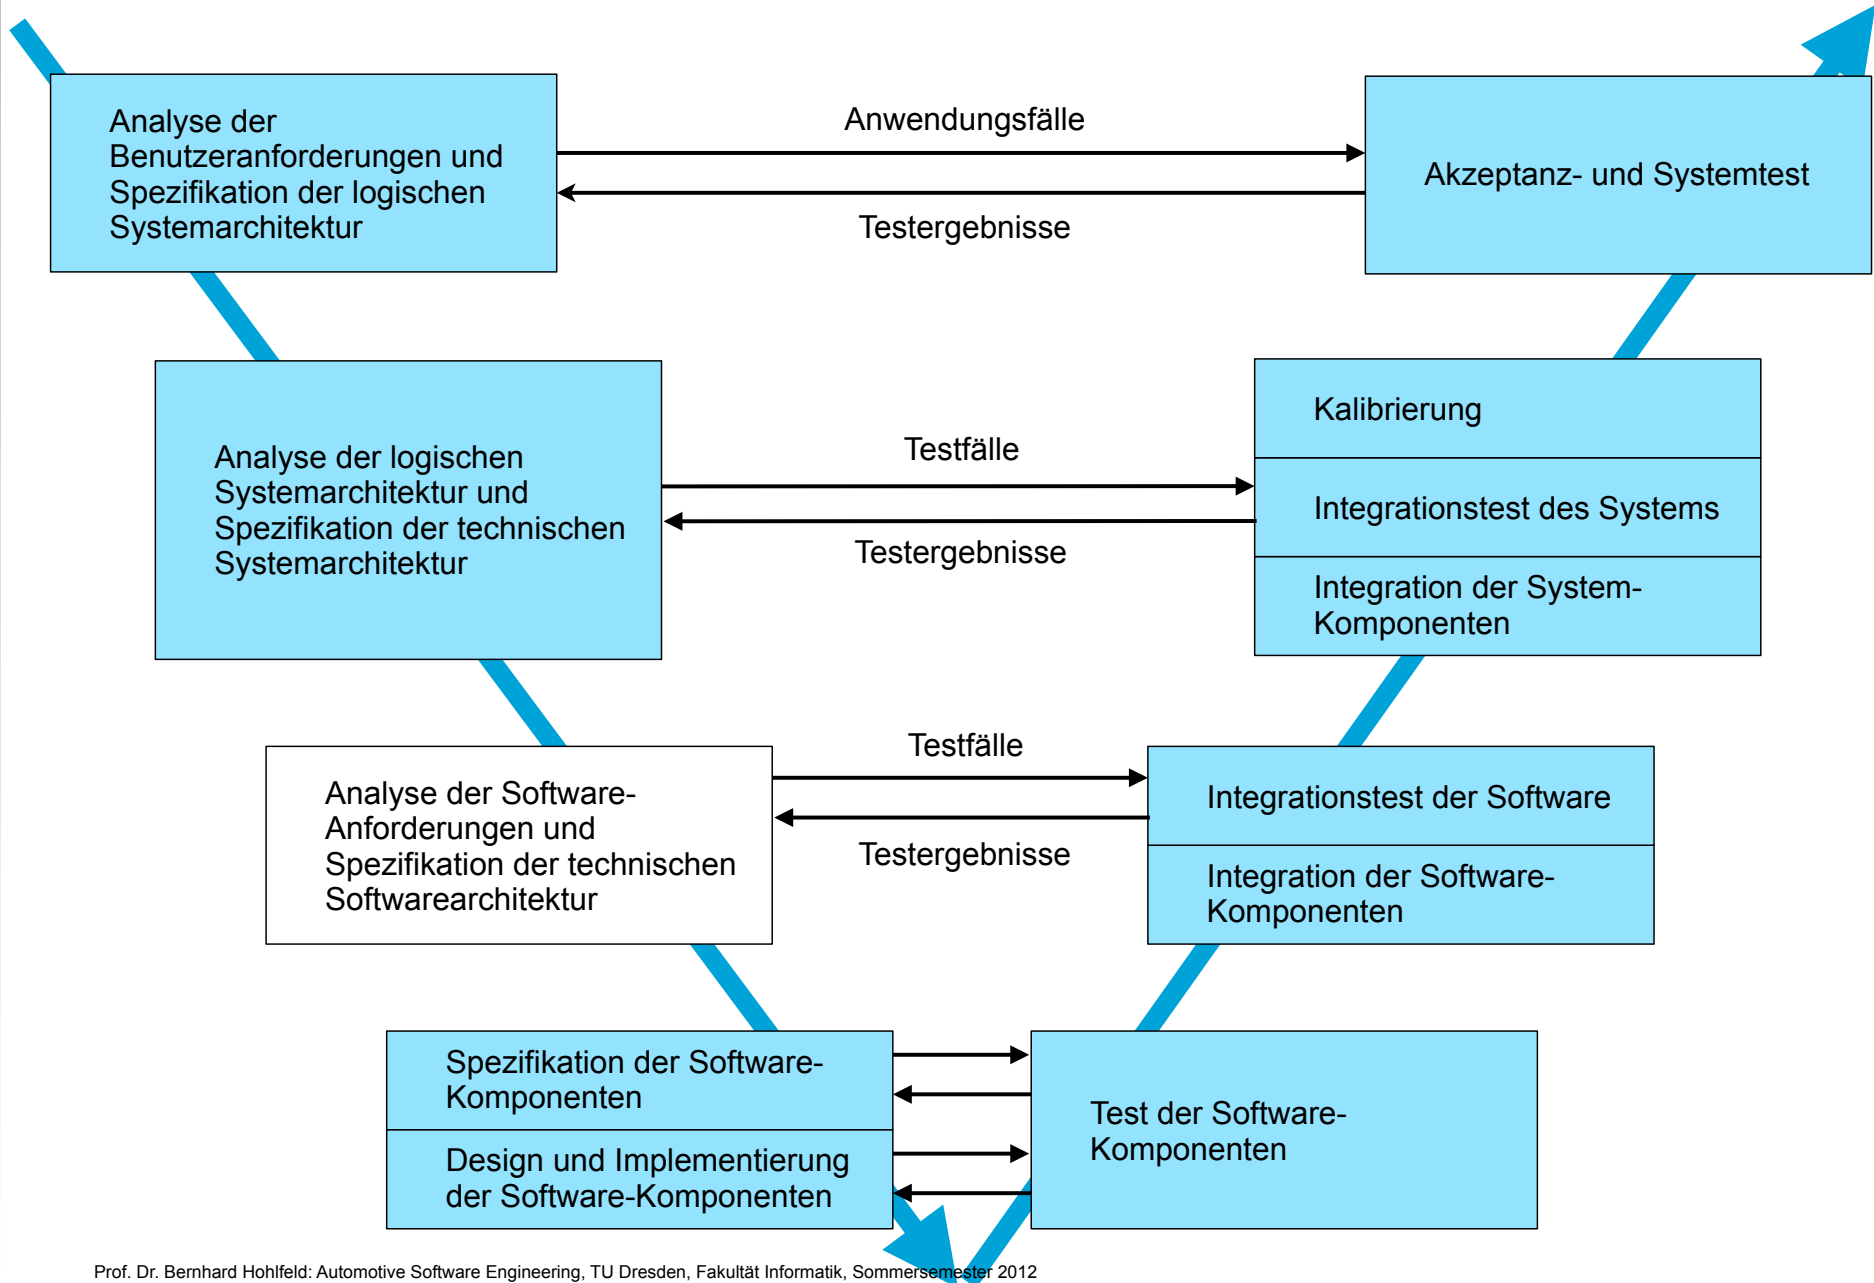 Analyse der
Benutzeranforderungen und
Spezifikation der logischen
Systemarchitektur
Anwendungsfälle
Testergebnisse
Akzeptanz- und Systemtest
Analyse der logischen
Systemarchitektur und
Spezifikation der technischen
Systemarchitektur
Testfälle
Testergebnisse
Kalibrierung
Integrationstest des Systems
Integration der System-
Komponenten
Analyse der Software-
Anforderungen und
Spezifikation der technischen
Softwarearchitektur
Testfälle
Testergebnisse
Integrationstest der Software
Integration der Software-
Komponenten
Spezifikation der Software-
Komponenten
Design und Implementierung
der Software-Komponenten
Test der Software-
Komponenten
Prof. Dr. Bernhard Hohlfeld: Automotive Software Engineering, TU Dresden, Fakultät Informatik, Sommersemester 2012